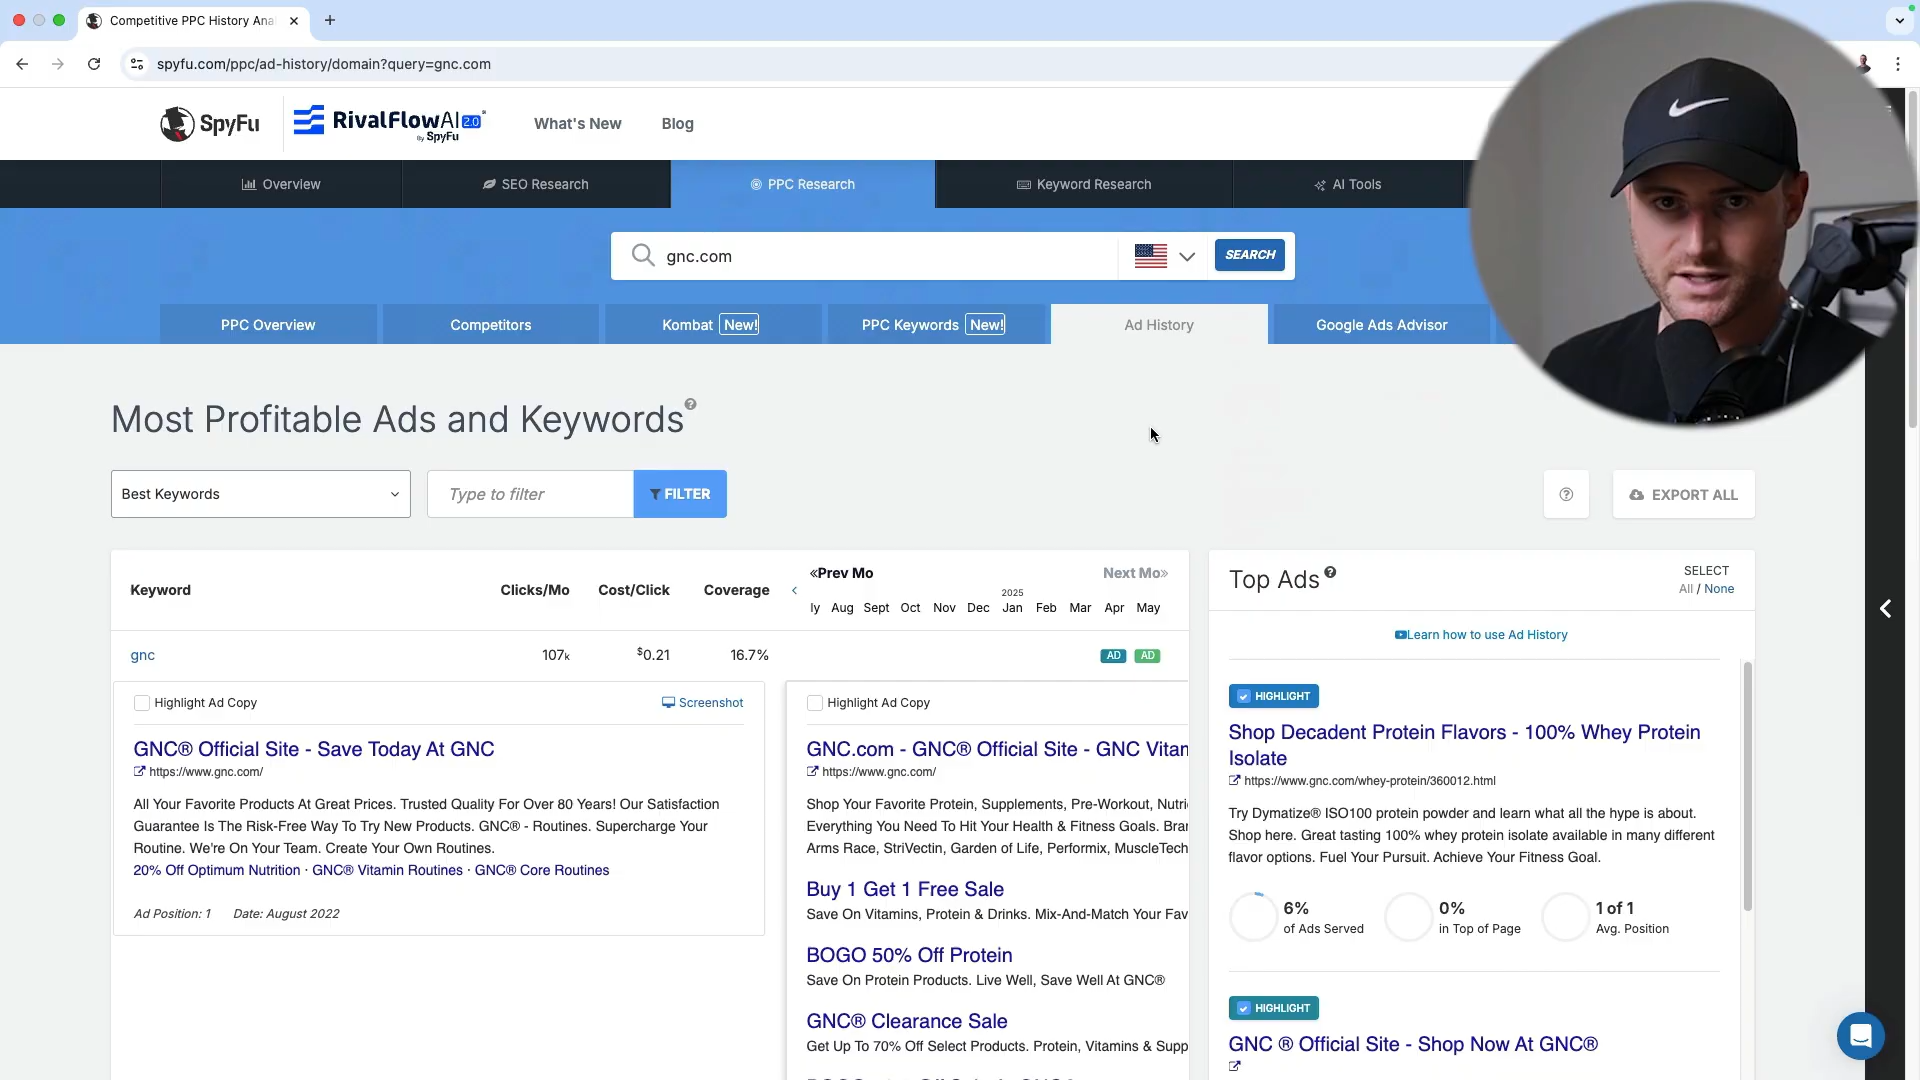 Competitive PPC History Ana
spyfu.com/ppc/ad-history/domain?query=gnc.com
SpyFu
RivalFlowAI 2.0
by SpyFu
What's New
Blog
Overview
SEO Research
PPC Research
Keyword Research
AI Tools
gnc.com
SEARCH
PPC Overview
Competitors
Kombat New!
PPC Keywords New!
Ad History
Google Ads Advisor
Most Profitable Ads and Keywords
Best Keywords
Type to filter
FILTER
EXPORT ALL
Keyword
Clicks/Mo
Cost/Click
Coverage
«Prev Mo
Next Mo»
2025
ly Aug Sept Oct Nov Dec Jan Feb Mar Apr May
gnc
107k
$0.21
16.7%
AD
AD
Highlight Ad Copy
Screenshot
GNC® Official Site - Save Today At GNC
https://www.gnc.com/
All Your Favorite Products At Great Prices. Trusted Quality For Over 80 Years! Our Satisfaction
Guarantee Is The Risk-Free Way To Try New Products. GNC® - Routines. Supercharge Your
Routine. We're On Your Team. Create Your Own Routines.
20% Off Optimum Nutrition · GNC® Vitamin Routines · GNC® Core Routines
Ad Position: 1
Date: August 2022
Highlight Ad Copy
GNC.com - GNC® Official Site - GNC Vitan
https://www.gnc.com/
Shop Your Favorite Protein, Supplements, Pre-Workout, Nutri
Everything You Need To Hit Your Health & Fitness Goals. Brar
Arms Race, StriVectin, Garden of Life, Performix, MuscleTech
Buy 1 Get 1 Free Sale
Save On Vitamins, Protein & Drinks. Mix-And-Match Your Fav
BOGO 50% Off Protein
Save On Protein Products. Live Well, Save Well At GNC®
GNC® Clearance Sale
Get Up To 70% Off Select Products. Protein, Vitamins & Supp
Top Ads
SELECT
All / None
Learn how to use Ad History
HIGHLIGHT
Shop Decadent Protein Flavors - 100% Whey Protein
Isolate
https://www.gnc.com/whey-protein/360012.html
Try Dymatize® ISO100 protein powder and learn what all the hype is about.
Shop here. Great tasting 100% whey protein isolate available in many different
flavor options. Fuel Your Pursuit. Achieve Your Fitness Goal.
6%
of Ads Served
0%
in Top of Page
1 of 1
Avg. Position
HIGHLIGHT
GNC ® Official Site - Shop Now At GNC®